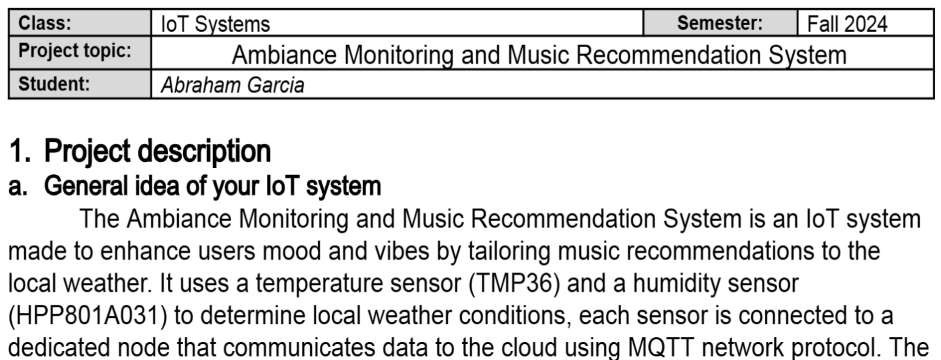 Class: IoT Systems Semester: Fall 2024
Project topic: Ambiance Monitoring and Music Recommendation System
Student: Abraham Garcia
1. Project description
a. General idea of your IoT system
The Ambiance Monitoring and Music Recommendation System is an IoT system
made to enhance users mood and vibes by tailoring music recommendations to the
local weather. It uses a temperature sensor (TMP36) and a humidity sensor
(HPP801A031) to determine local weather conditions, each sensor is connected to a
dedicated node that communicates data to the cloud using MQTT network protocol. The